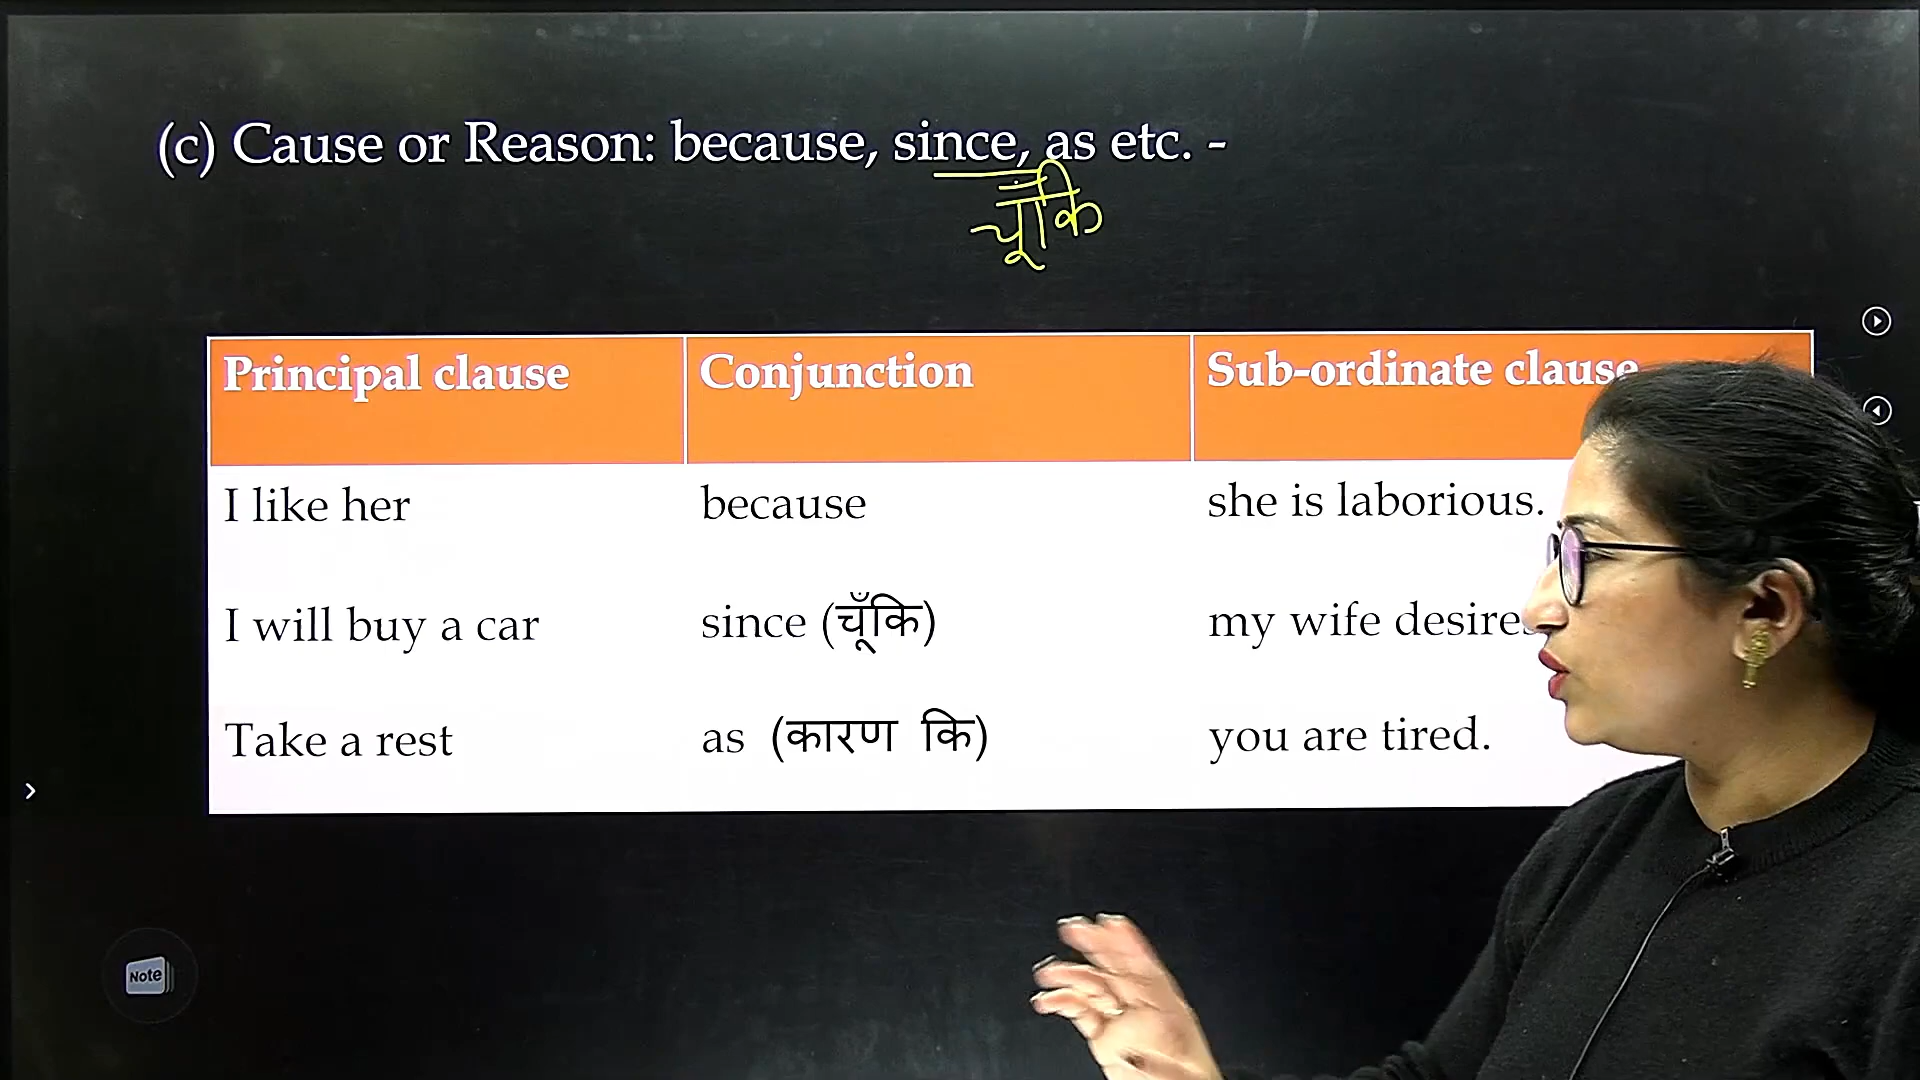 (c) Cause or Reason: because, since, as etc. -
चूँकि
Principal clause Conjunction Sub-ordinate clause
I like her because she is laborious.
I will buy a car since (चूँकि) my wife desires
Take a rest as (कारण कि) you are tired.
Note